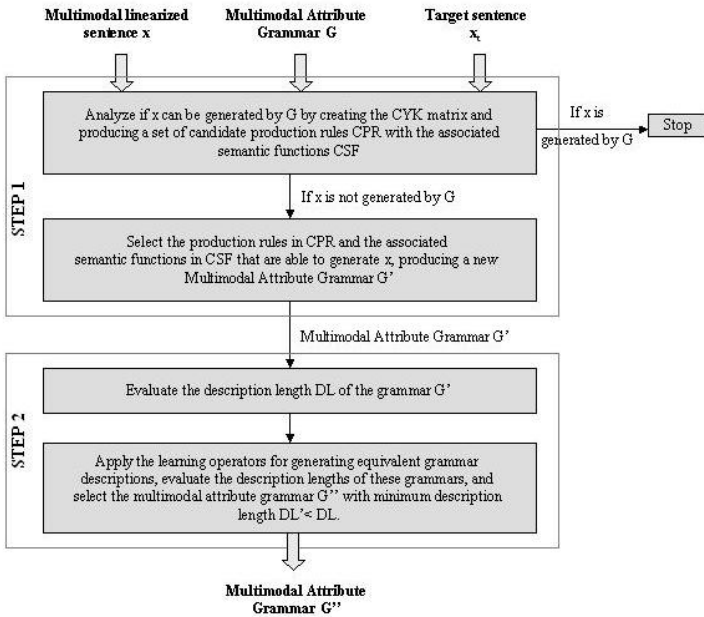 Multimodal linearized
sentence x
Multimodal Attribute
Grammar G
Target sentence
xt
STEP 1
Analyze if x can be generated by G by creating the CYK matrix and
producing a set of candidate production rules CPR with the associated
semantic functions CSF
If x is
generated by G
Stop
If x is not generated by G
Select the production rules in CPR and the associated
semantic functions in CSF that are able to generate x, producing a new
Multimodal Attribute Grammar G’
Multimodal Attribute Grammar G’
STEP 2
Evaluate the description length DL of the grammar G’
Apply the learning operators for generating equivalent grammar
descriptions, evaluate the description lengths of these grammars, and
select the multimodal attribute grammar G’’ with minimum description
length DL’< DL.
Multimodal Attribute
Grammar G’’